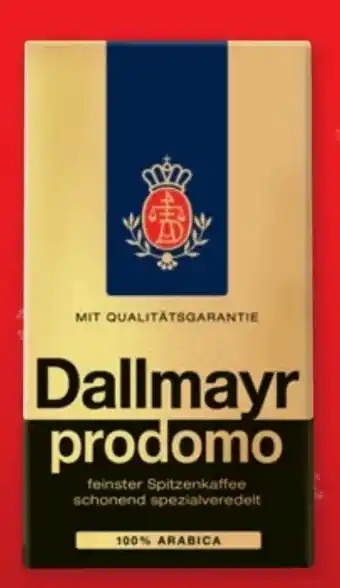 MIT QUALITÄTSGARANTIE
Dallmayr
prodomo
feinster Spitzenkaffee
schonend spezialveredelt
100% ARABICA